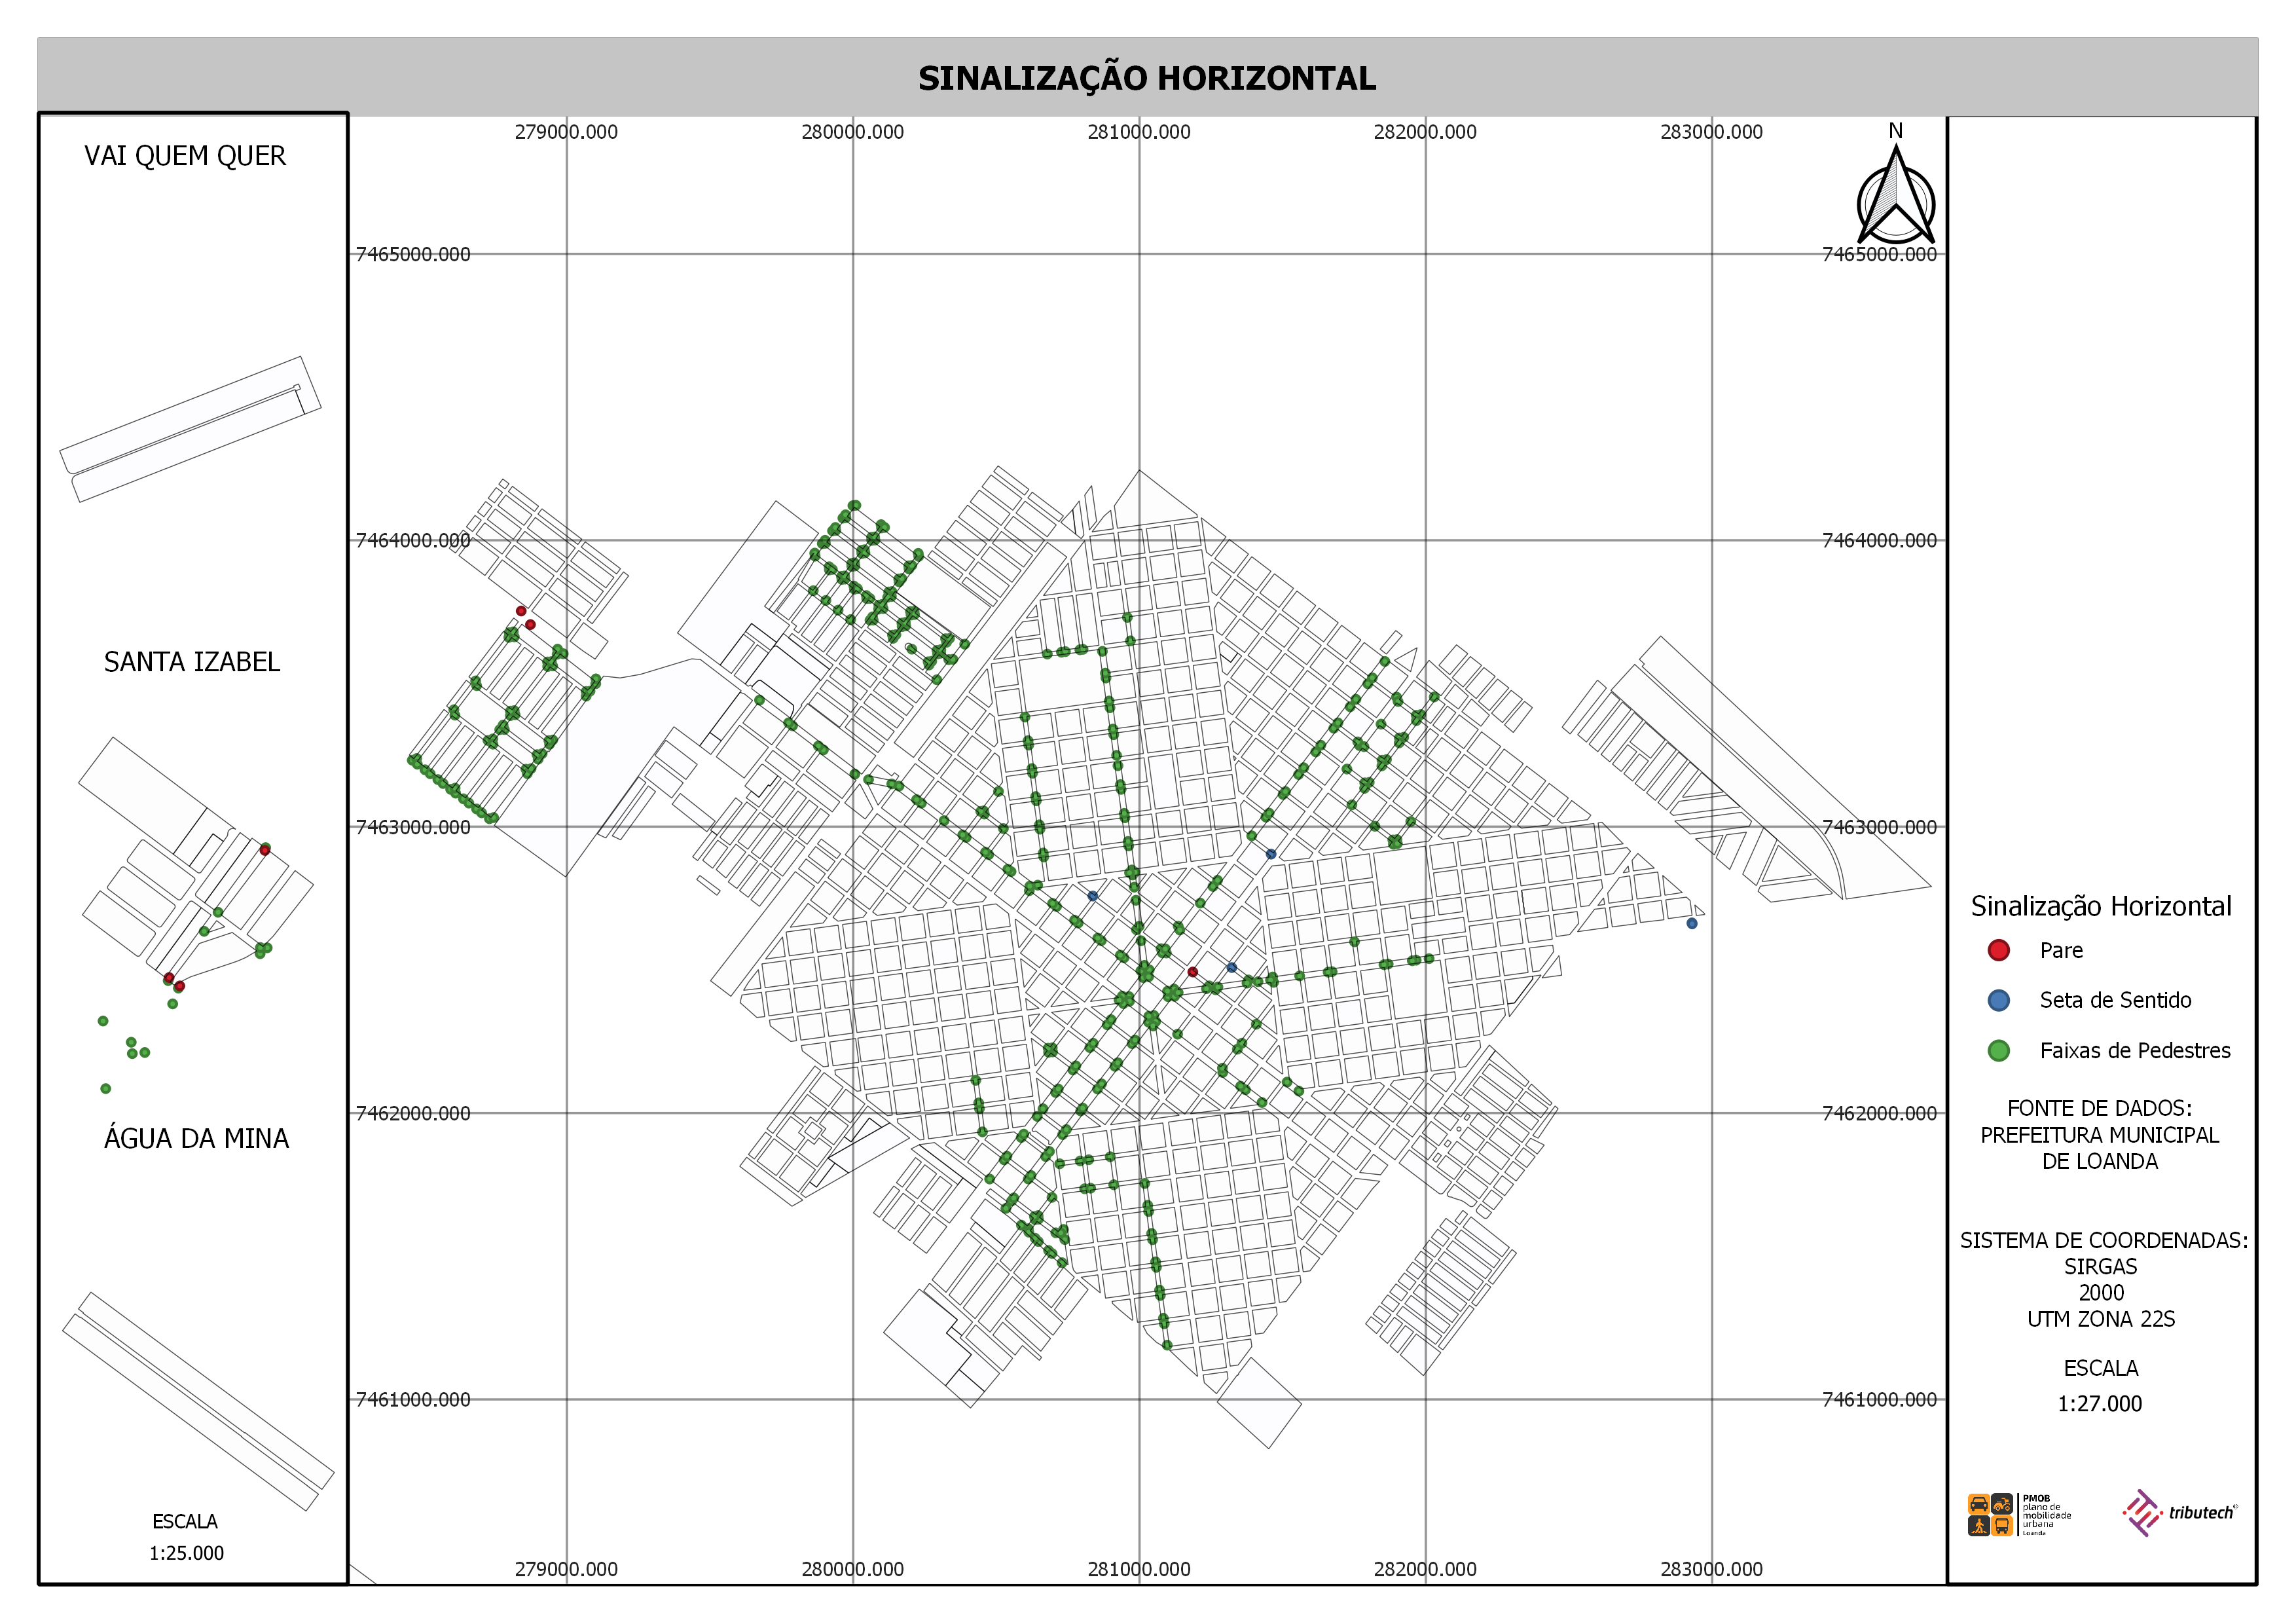 SINALIZAÇÃO HORIZONTAL
VAI QUEM QUER
SANTA IZABEL
ÁGUA DA MINA
ESCALA
1:25.000
279000.000 280000.000 281000.000 282000.000 283000.000
N
7465000.000 7465000.000
7464000.000 7464000.000
7463000.000 7463000.000
7462000.000 7462000.000
7461000.000 7461000.000
279000.000 280000.000 281000.000 282000.000 283000.000
Sinalização Horizontal
Pare
Seta de Sentido
Faixas de Pedestres
FONTE DE DADOS:
PREFEITURA MUNICIPAL
DE LOANDA
SISTEMA DE COORDENADAS:
SIRGAS
2000
UTM ZONA 22S
ESCALA
1:27.000
PMOB
plano de
mobilidade
urbana
Loanda
tributech®